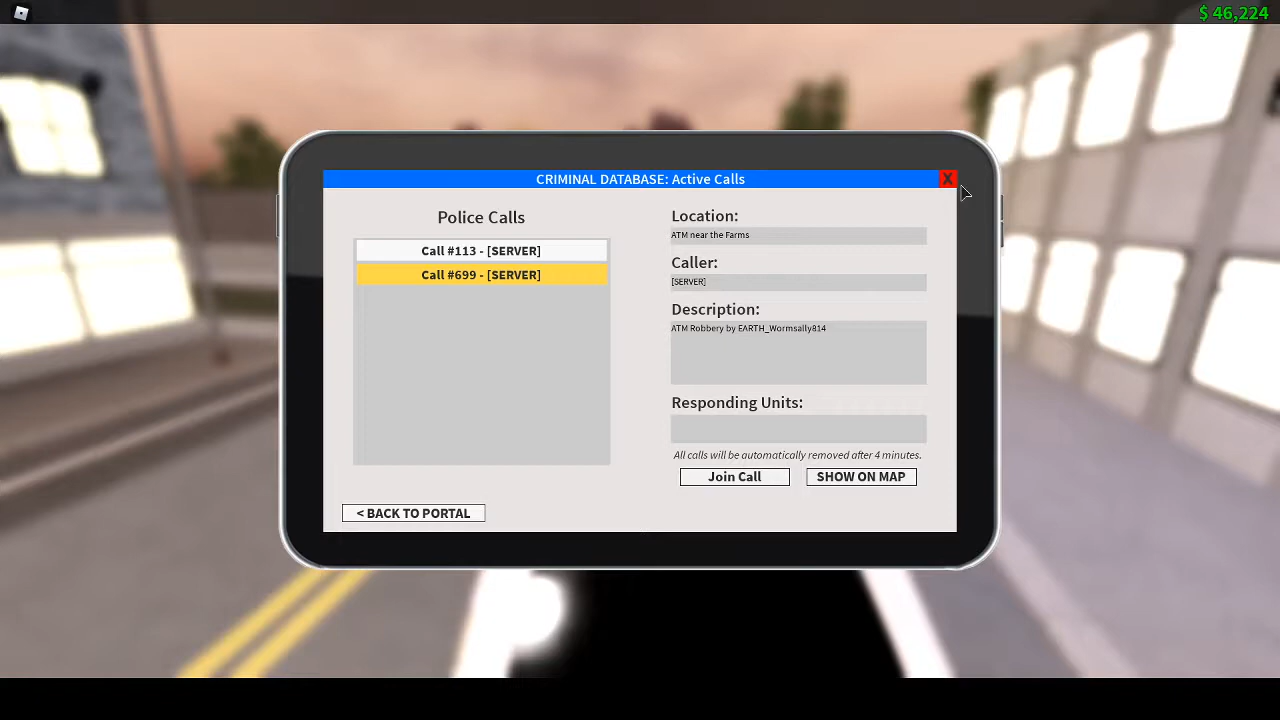 $ 46,224
CRIMINAL DATABASE: Active Calls
X
Police Calls
Call #113 - [SERVER]
Call #699 - [SERVER]
Location:
ATM near the Farms
Caller:
[SERVER]
Description:
ATM Robbery by EARTH_Wormsally814
Responding Units:
All calls will be automatically removed after 4 minutes.
Join Call
SHOW ON MAP
< BACK TO PORTAL